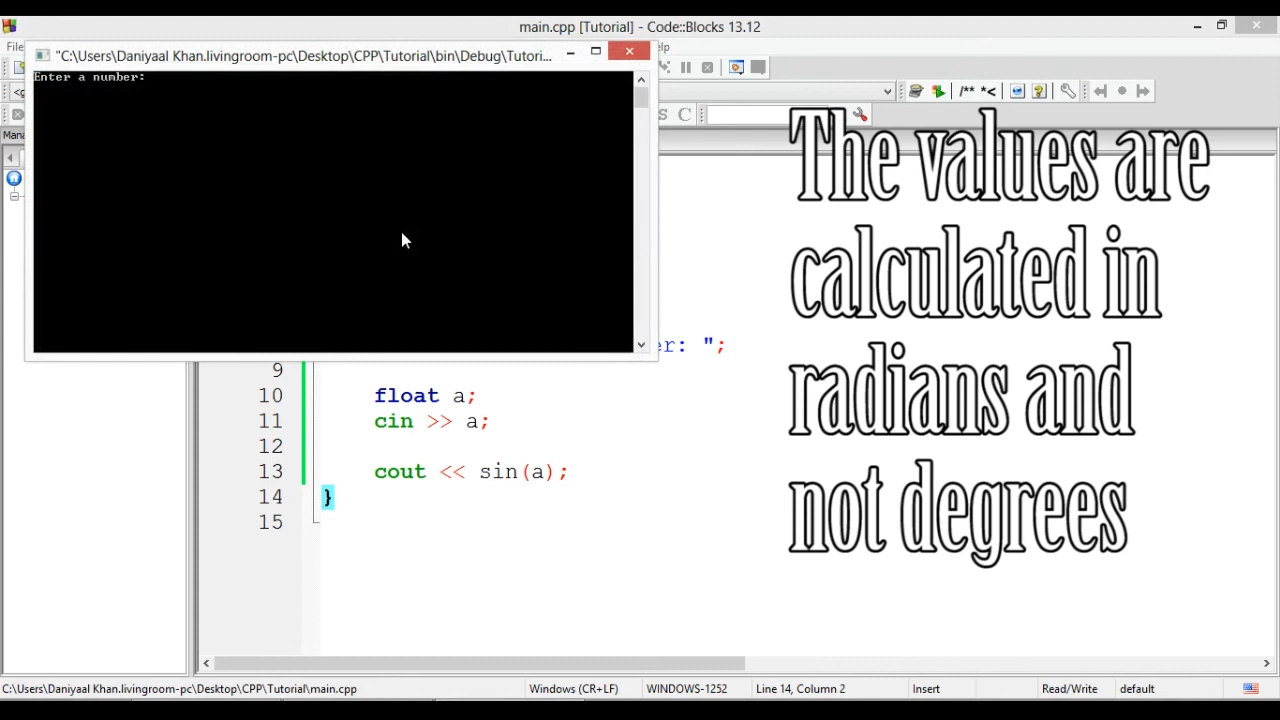 main.cpp [Tutorial] - Code::Blocks 13.12
File
elp
"C:\Users\Daniyaal Khan.livingroom-pc\Desktop\CPP\Tutorial\bin\Debug\Tutori...
Enter a number:
/** *<
<g
S C
Mana
The values are
calculated in
radians and
not degrees
er: ";
9
10 float a;
11 cin >> a;
12
13 cout << sin(a);
14 }
15
C:\Users\Daniyaal Khan.livingroom-pc\Desktop\CPP\Tutorial\main.cpp Windows (CR+LF) WINDOWS-1252 Line 14, Column 2 Insert Read/Write default